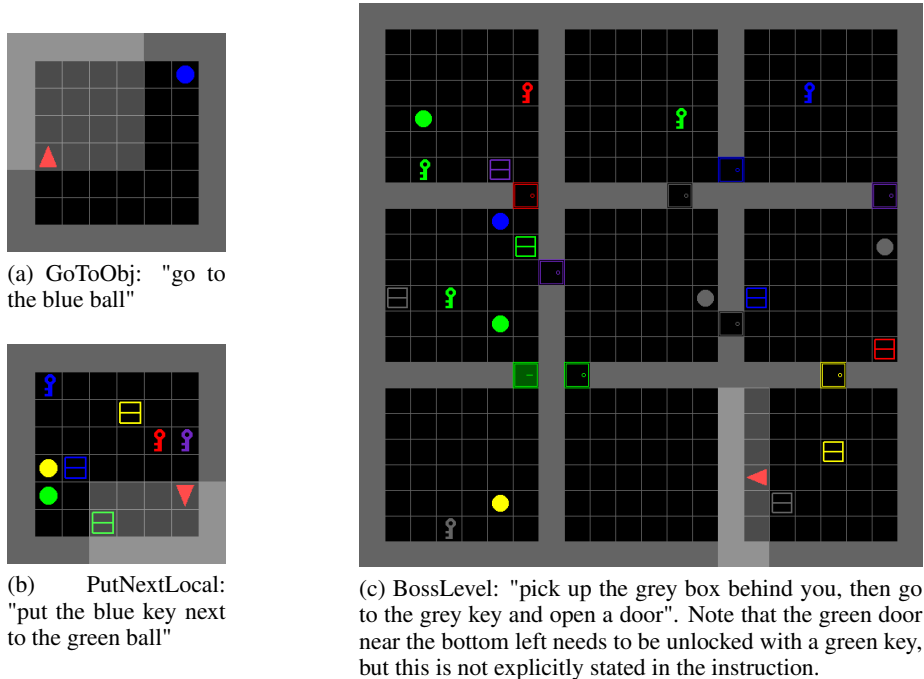 (a) GoToObj: "go to
the blue ball"
(b) PutNextLocal:
"put the blue key next
to the green ball"
(c) BossLevel: "pick up the grey box behind you, then go
to the grey key and open a door". Note that the green door
near the bottom left needs to be unlocked with a green key,
but this is not explicitly stated in the instruction.